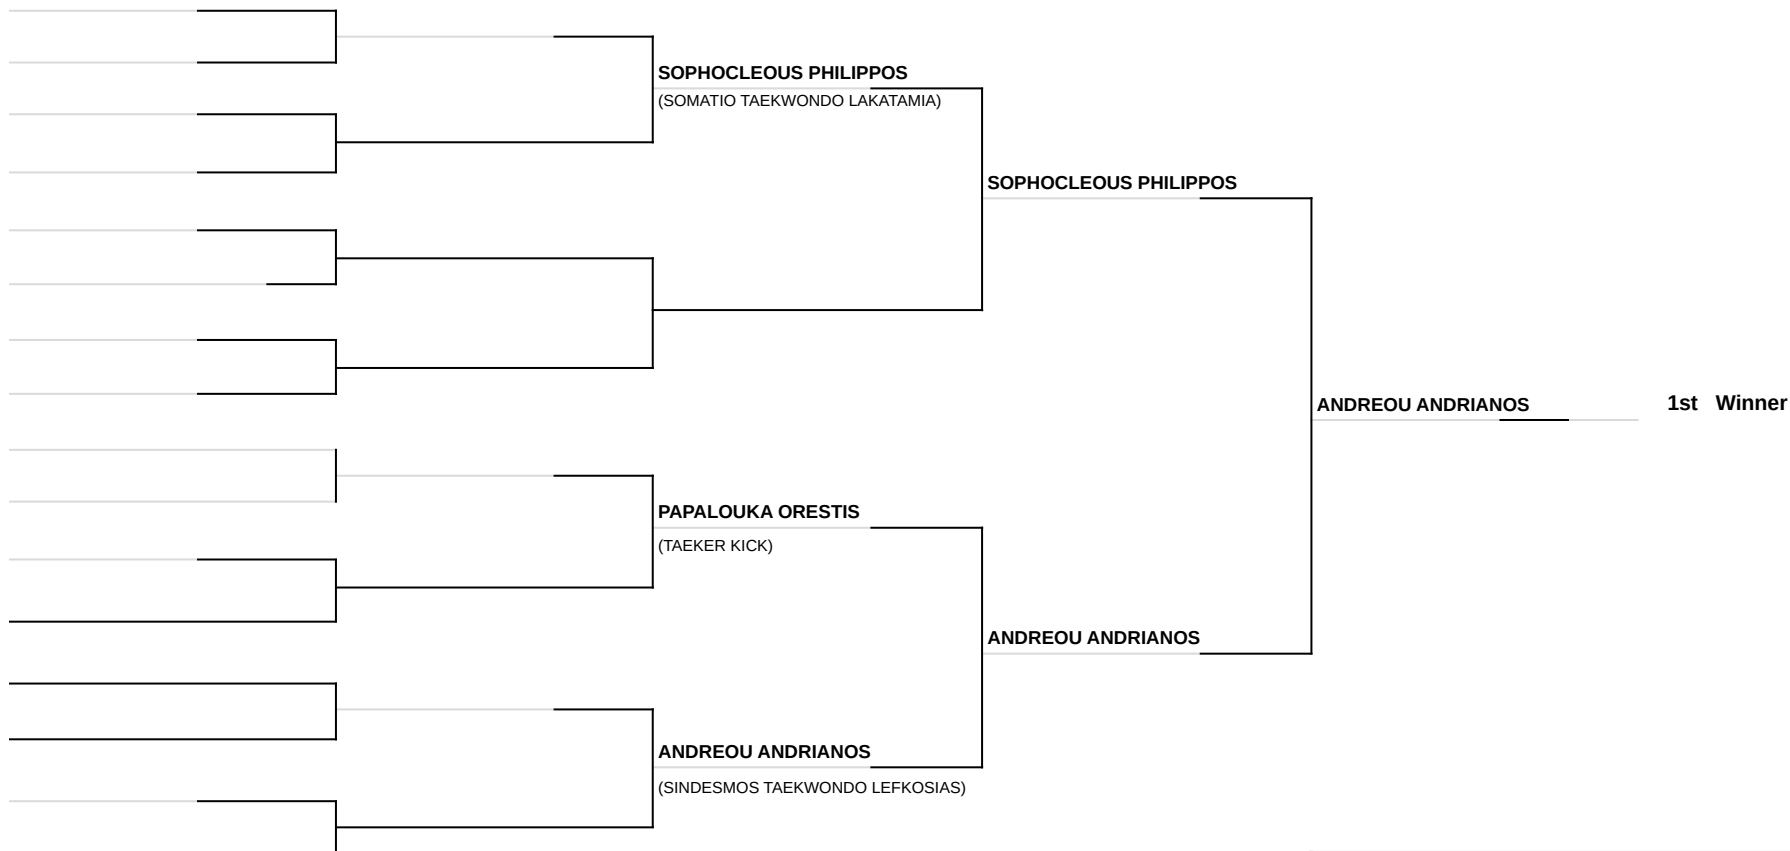 SOPHOCLEOUS PHILIPPOS
(SOMATIO TAEKWONDO LAKATAMIA)
SOPHOCLEOUS PHILIPPOS
ANDREOU ANDRIANOS 1st Winner
PAPALOUKA ORESTIS
(TAEKER KICK)
ANDREOU ANDRIANOS
ANDREOU ANDRIANOS
(SINDESMOS TAEKWONDO LEFKOSIAS)